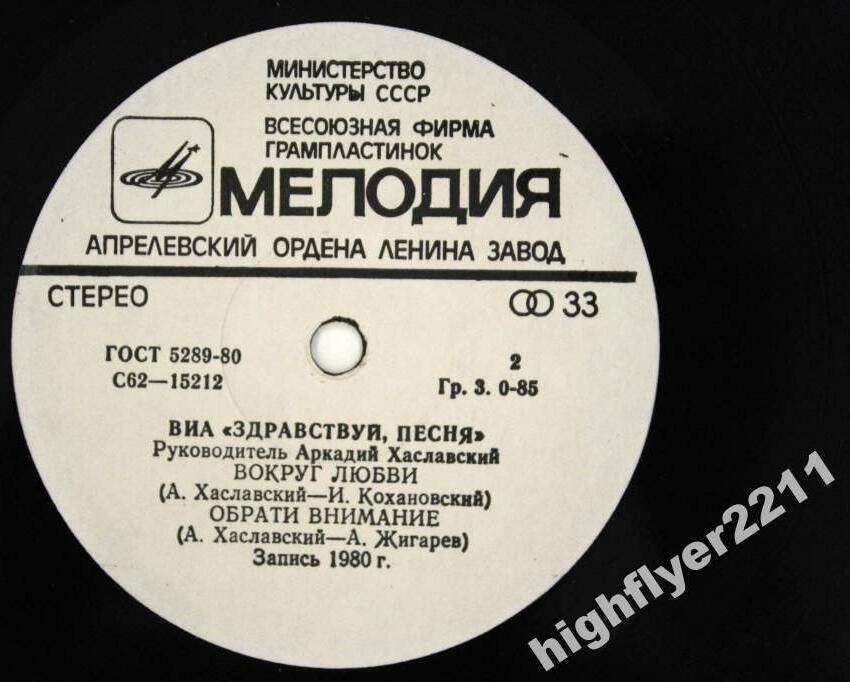 МИНИСТЕРСТВО
КУЛЬТУРЫ СССР
ВСЕСОЮЗНАЯ ФИРМА
ГРАМПЛАСТИНОК
МЕЛОДИЯ
АПРЕЛЕВСКИЙ ОРДЕНА ЛЕНИНА ЗАВОД
СТЕРЕО
33
ГОСТ 5289-80
С62—15212
2
Гр. 3. 0-85
ВИА «ЗДРАВСТВУЙ, ПЕСНЯ»
Руководитель Аркадий Хаславский
ВОКРУГ ЛЮБВИ
(А. Хаславский—И. Кохановский)
ОБРАТИ ВНИМАНИЕ
(А. Хаславский—А. Жигарев)
Запись 1980 г.
highflyer2211